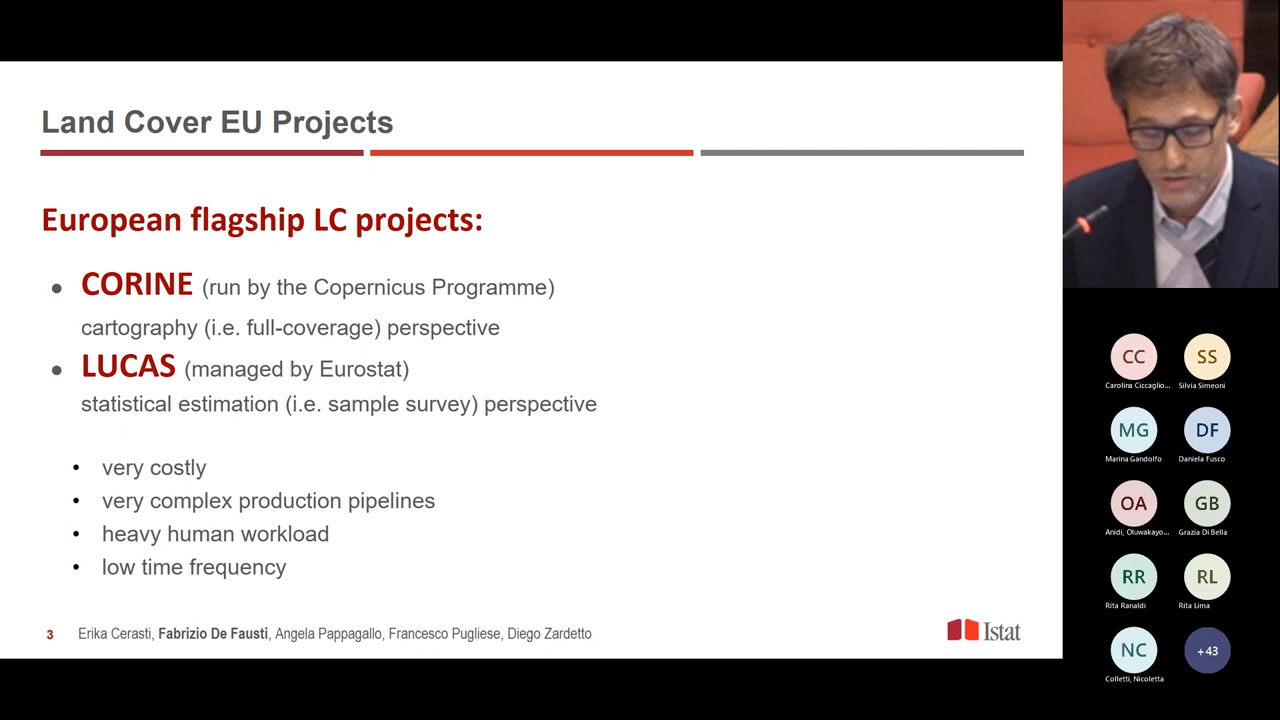 Land Cover EU Projects
European flagship LC projects:
● CORINE (run by the Copernicus Programme)
cartography (i.e. full-coverage) perspective
● LUCAS (managed by Eurostat)
statistical estimation (i.e. sample survey) perspective
• very costly
• very complex production pipelines
• heavy human workload
• low time frequency
3 Erika Cerasti, Fabrizio De Fausti, Angela Pappagallo, Francesco Pugliese, Diego Zardetto
Istat
CC SS
Carolina Ciccaglio... Silvia Simeoni
MG DF
Marina Gandolfo Daniela Fusco
OA GB
Anidi, Oluwakayo... Grazia Di Bella
RR RL
Rita Ranaldi Rita Lima
NC +43
Colletti, Nicoletta